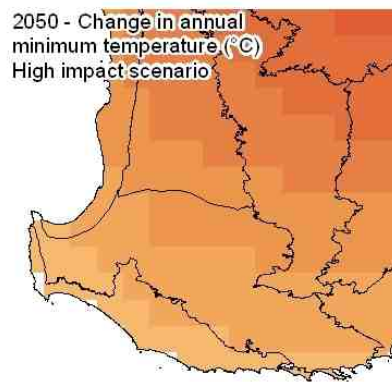 2050 - Change in annual
minimum temperature (°C)
High impact scenario